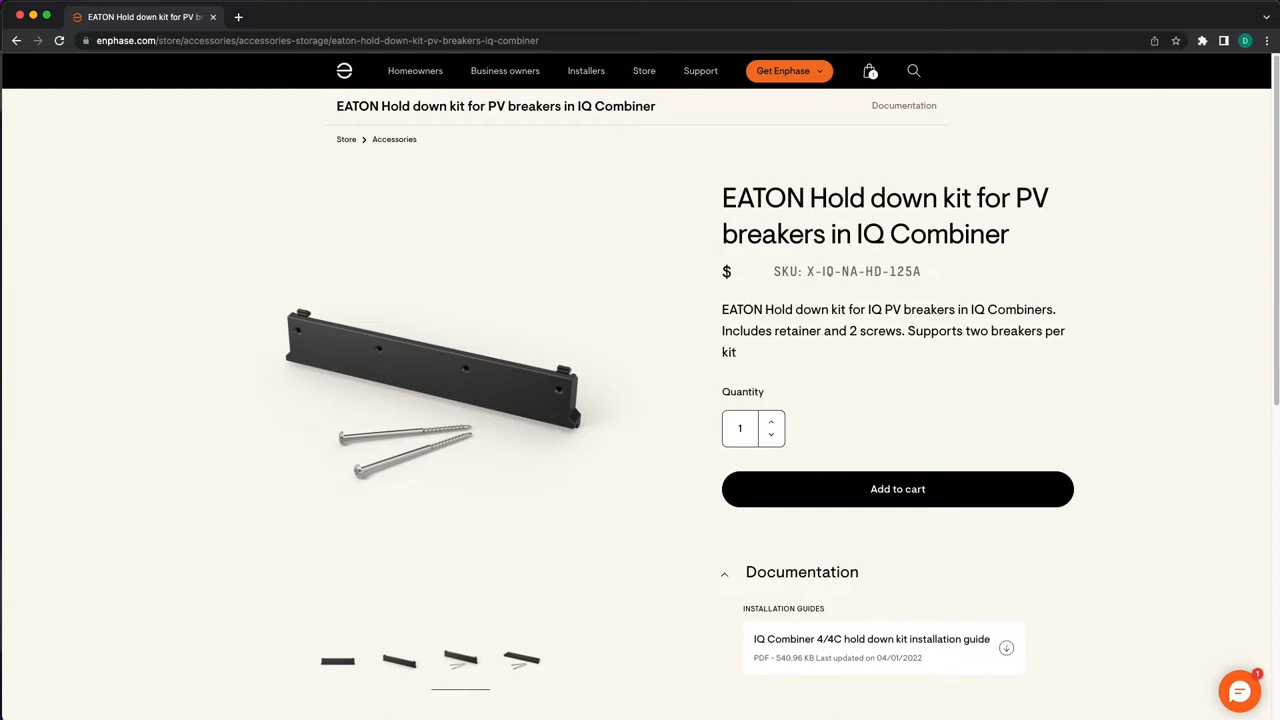 EATON Hold down kit for PV br
enphase.com/store/accessories/accessories-storage/eaton-hold-down-kit-pv-breakers-iq-combiner
D
Homeowners
Business owners
Installers
Store
Support
Get Enphase
1
EATON Hold down kit for PV breakers in IQ Combiner
Documentation
Store
Accessories
EATON Hold down kit for PV
breakers in IQ Combiner
$
SKU: X-IQ-NA-HD-125A
EATON Hold down kit for IQ PV breakers in IQ Combiners.
Includes retainer and 2 screws. Supports two breakers per
kit
Quantity
1
Add to cart
Documentation
INSTALLATION GUIDES
IQ Combiner 4/4C hold down kit installation guide
PDF - 540.96 KB Last updated on 04/01/2022
1